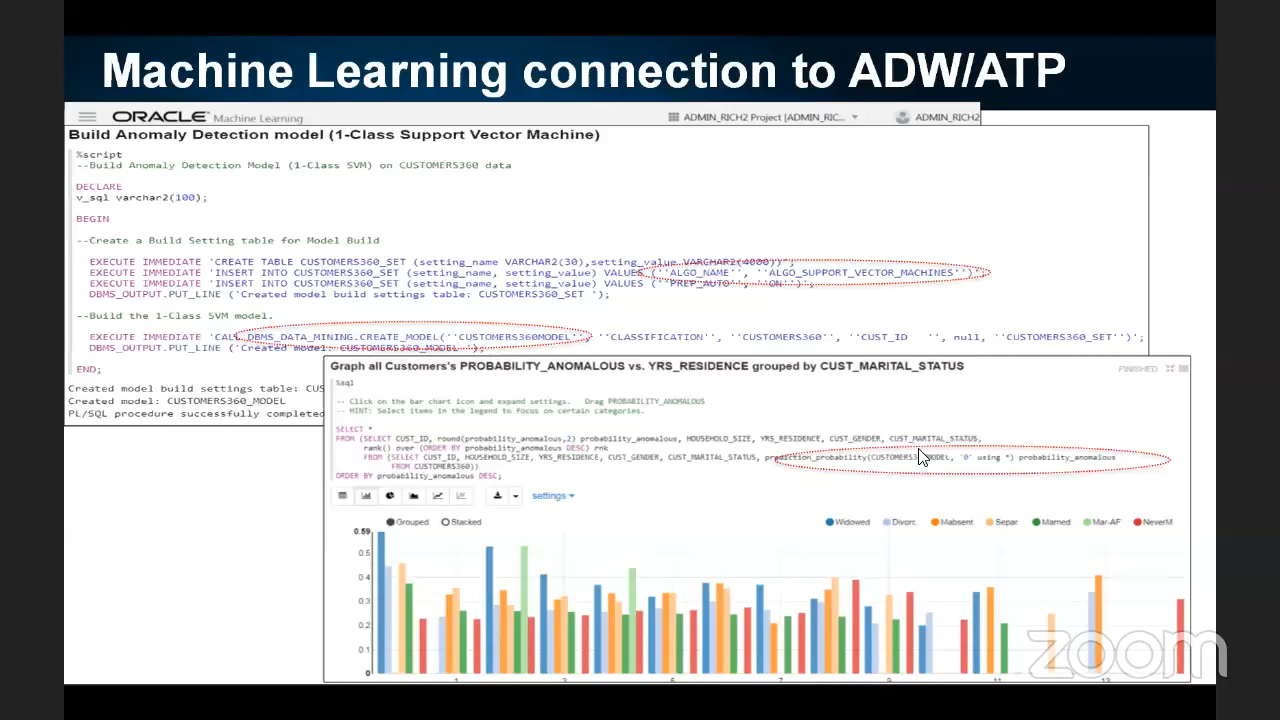 Machine Learning connection to ADW/ATP
ORACLE Machine Learning
ADMIN_RICH2 Project [ADMIN_RIC...
ADMIN_RICH2
Build Anomaly Detection model (1-Class Support Vector Machine)
%script
--Build Anomaly Detection Model (1-Class SVM) on CUSTOMERS360 data
DECLARE
v_sql varchar2(100);
BEGIN
--Create a Build Setting table for Model Build
EXECUTE IMMEDIATE 'CREATE TABLE CUSTOMERS360_SET (setting_name VARCHAR2(30),setting_value VARCHAR2(4000))';
EXECUTE IMMEDIATE 'INSERT INTO CUSTOMERS360_SET (setting_name, setting_value) VALUES (''ALGO_NAME'', ''ALGO_SUPPORT_VECTOR_MACHINES'')';
EXECUTE IMMEDIATE 'INSERT INTO CUSTOMERS360_SET (setting_name, setting_value) VALUES (''PREP_AUTO'', ''ON'')';
DBMS_OUTPUT.PUT_LINE ('Created model build settings table: CUSTOMERS360_SET ');
--Build the 1-Class SVM model.
EXECUTE IMMEDIATE 'CALL DBMS_DATA_MINING.CREATE_MODEL(''CUSTOMERS360MODEL'', ''CLASSIFICATION'', ''CUSTOMERS360'', ''CUST_ID '', null, ''CUSTOMERS360_SET'')';
DBMS_OUTPUT.PUT_LINE ('Created model: CUSTOMERS360_MODEL ');
END;
Created model build settings table: CUS
Created model: CUSTOMERS360_MODEL
PL/SQL procedure successfully completed
Graph all Customers's PROBABILITY_ANOMALOUS vs. YRS_RESIDENCE grouped by CUST_MARITAL_STATUS
FINISHED
%sql
-- Click on the bar chart icon and expand settings. Drag PROBABILITY_ANOMALOUS
-- HINT: Select items in the legend to focus on certain categories.
SELECT *
FROM (SELECT CUST_ID, round(probability_anomalous,2) probability_anomalous, HOUSEHOLD_SIZE, YRS_RESIDENCE, CUST_GENDER, CUST_MARITAL_STATUS,
rank() over (ORDER BY probability_anomalous DESC) rnk
FROM (SELECT CUST_ID, HOUSEHOLD_SIZE, YRS_RESIDENCE, CUST_GENDER, CUST_MARITAL_STATUS, prediction_probability(CUSTOMERS3 MODEL, '0' using *) probability_anomalous
FROM CUSTOMERS360))
ORDER BY probability_anomalous DESC;
settings
Grouped Stacked
Widowed Divorc Mabsent Separ Married Mar-AF NeverM
0.59
0.5
0.4
0.3
0.2
0.1
0
zoom